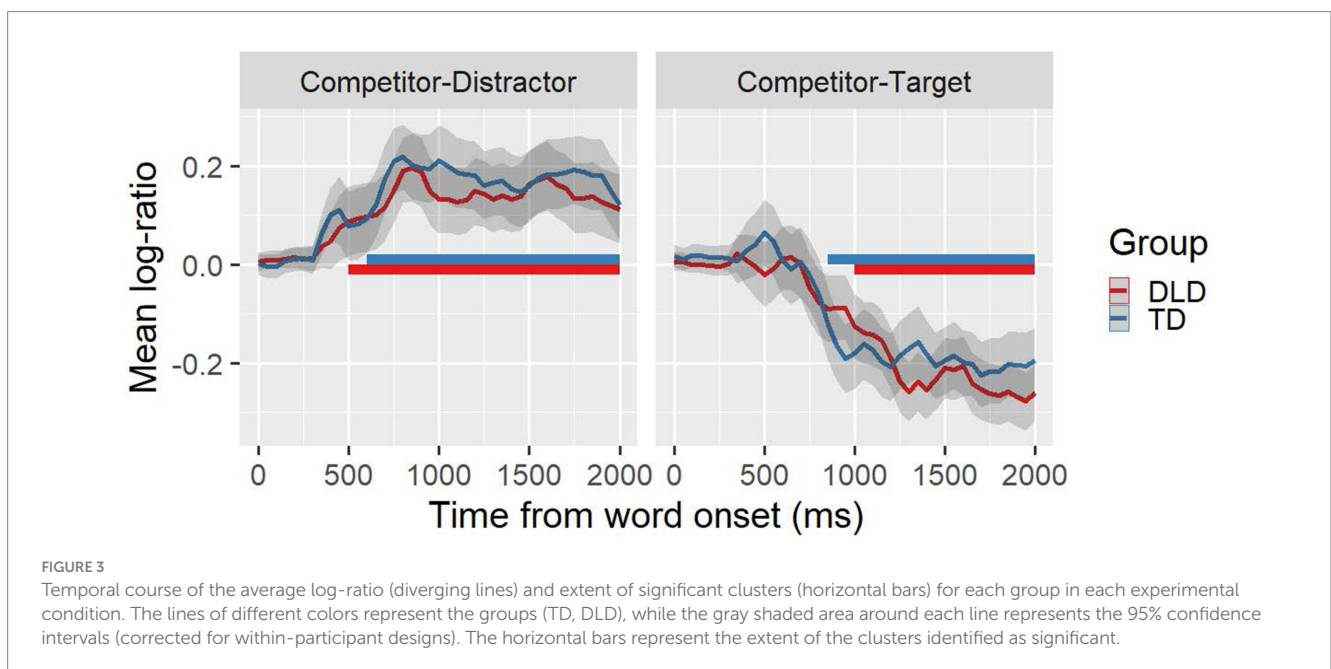 Competitor-Distractor
Competitor-Target
Mean log-ratio
0.2
0.0
-0.2
0 500 1000 1500 2000
0 500 1000 1500 2000
Time from word onset (ms)
Group
DLD
TD
FIGURE 3
Temporal course of the average log-ratio (diverging lines) and extent of significant clusters (horizontal bars) for each group in each experimental
condition. The lines of different colors represent the groups (TD, DLD), while the gray shaded area around each line represents the 95% confidence
intervals (corrected for within-participant designs). The horizontal bars represent the extent of the clusters identified as significant.